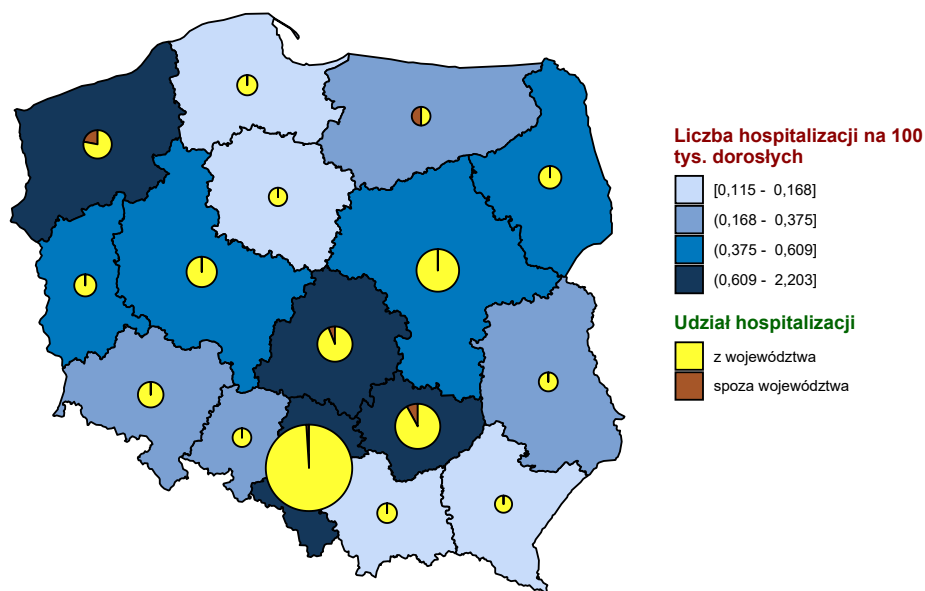 Liczba hospitalizacji na 100
tys. dorosłych
[0,115 - 0,168]
(0,168 - 0,375]
(0,375 - 0,609]
(0,609 - 2,203]
Udział hospitalizacji
z województwa
spoza województwa